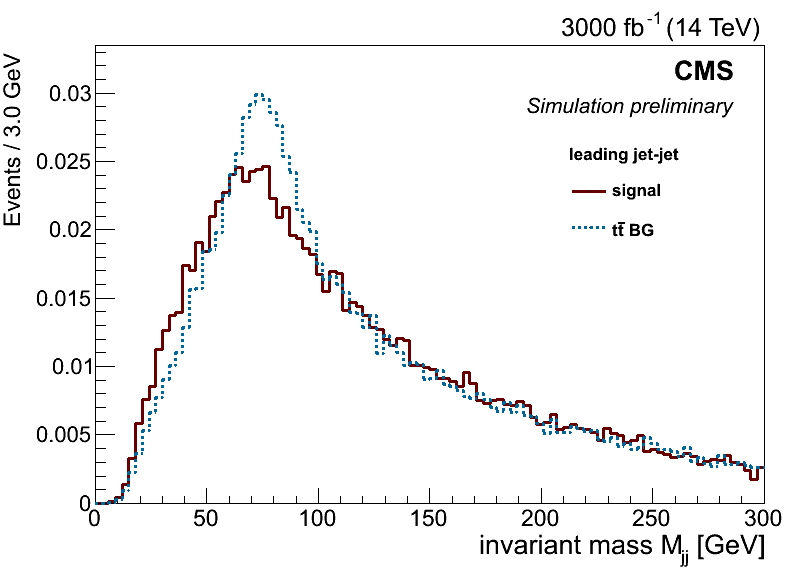 3000 fb⁻¹ (14 TeV)
CMS
Simulation preliminary
leading jet-jet
signal
tt̄ BG
Events / 3.0 GeV
0.03
0.025
0.02
0.015
0.01
0.005
0
0 50 100 150 200 250 300
invariant mass Mjj [GeV]